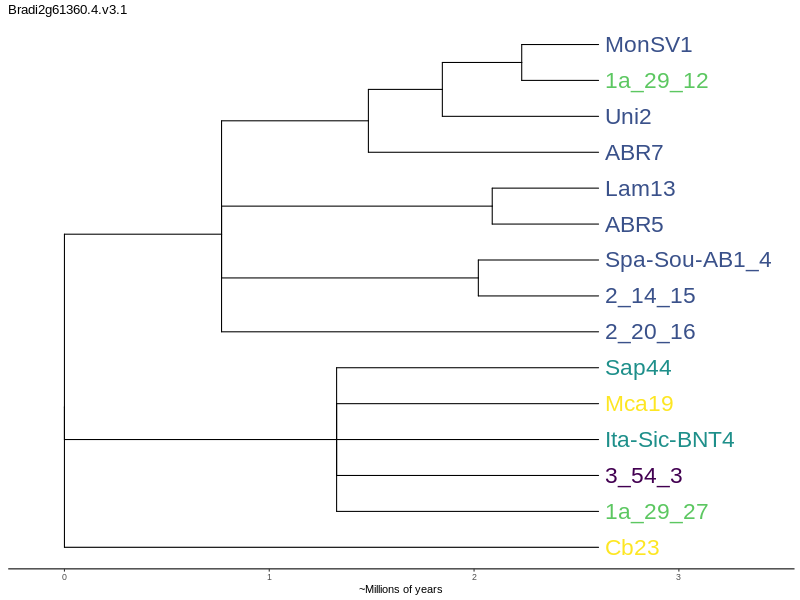 Bradi2g61360.4.v3.1
MonSV1
1a_29_12
Uni2
ABR7
Lam13
ABR5
Spa-Sou-AB1_4
2_14_15
2_20_16
Sap44
Mca19
Ita-Sic-BNT4
3_54_3
1a_29_27
Cb23
0 1 2 3
~Millions of years